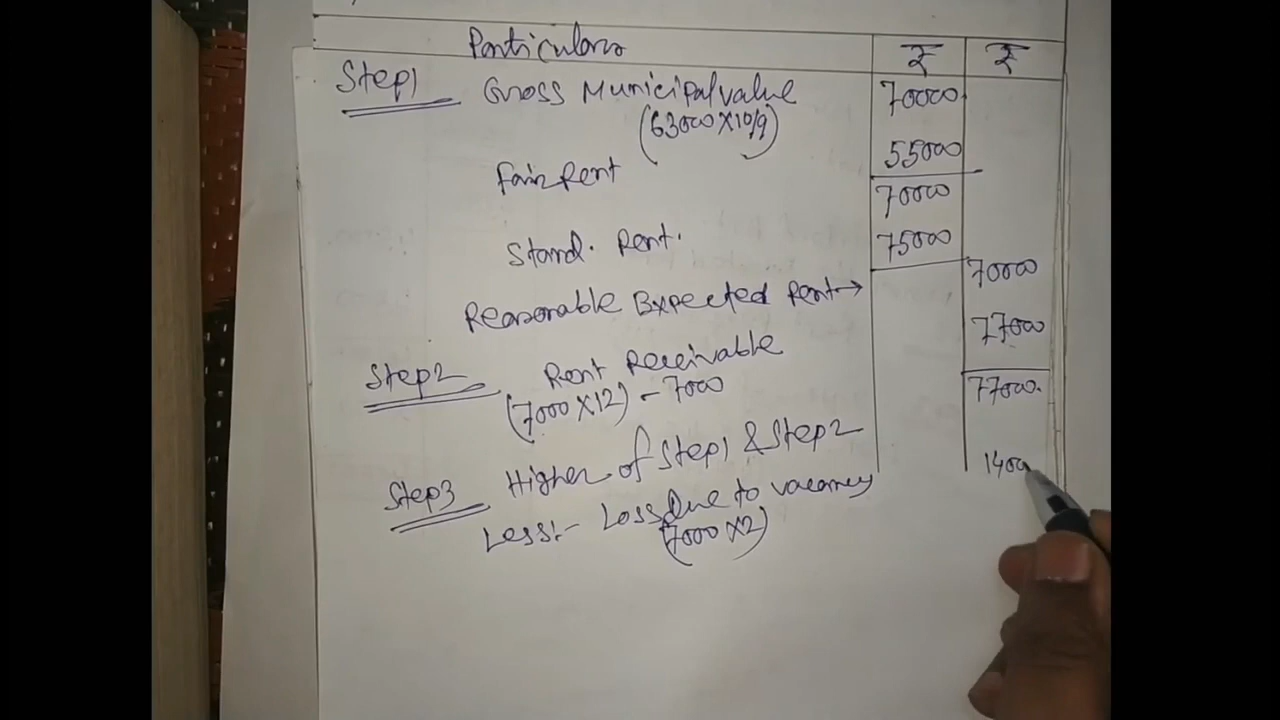 Particulars ₹ ₹
Step1 Gross Municipal value 70000
(63000 X 10/9)
Fair Rent 55000
70000
Stand. Rent. 75000
Reasonable Expected Rent → 70000
Step2 Rent Receivable 77000
(7000 X 12) - 7000
Step3 Higher of Step1 & Step2 77000.
Less:- Loss due to vacancy 1400
(7000 X 2)